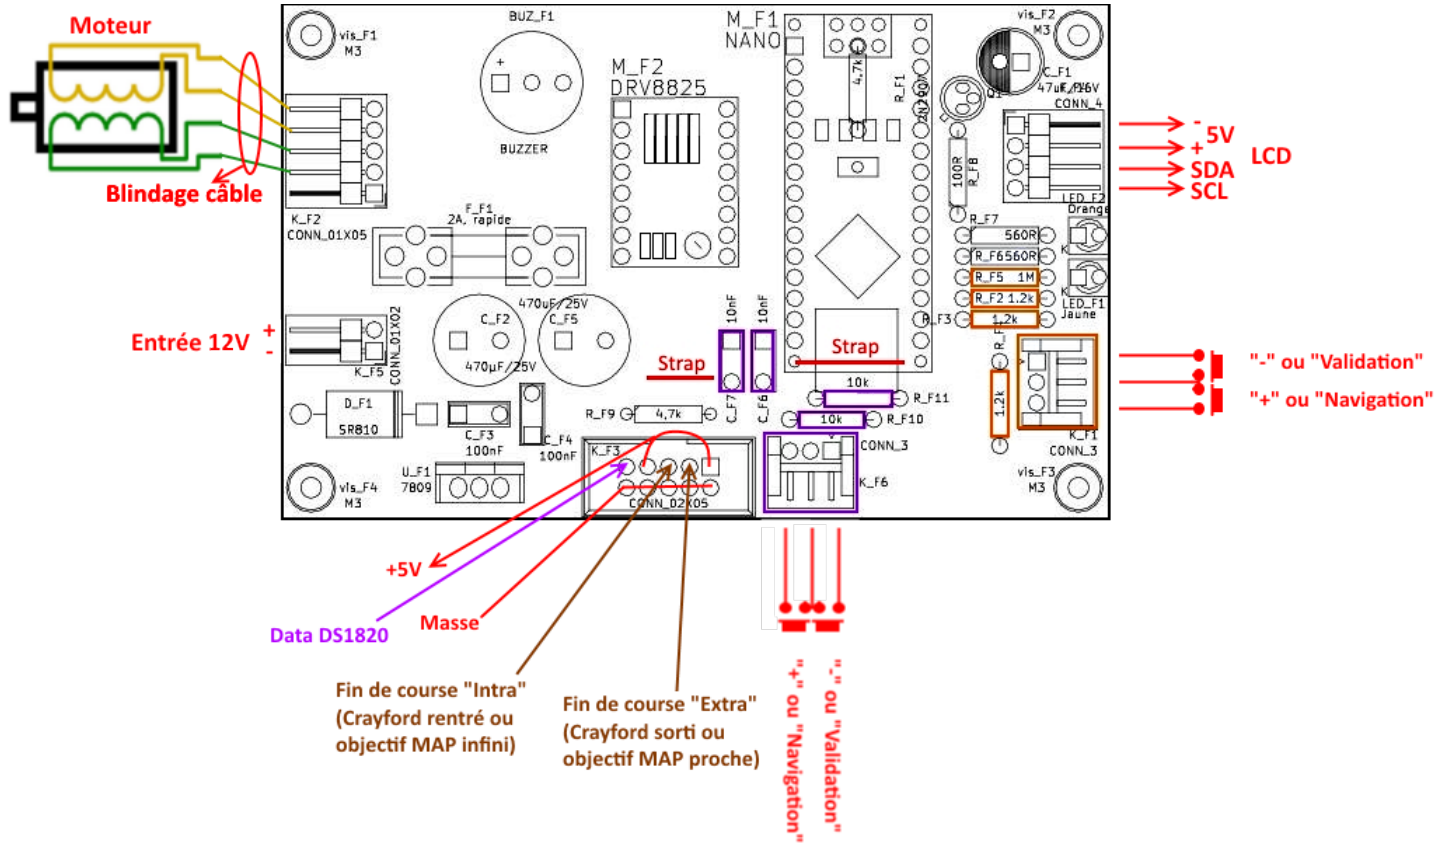 Moteur
vis_F1
M3
BUZ_F1
+
BUZZER
M_F2
DRV8825
M_F1
NANO
4.7k
R_F1
2N2907
Q1
vis_F2
M3
C_F1
CONN_4
- 5V
+
SDA
SCL
LCD
100R
R_F8
LED_F2
Orange
K
Blindage câble
K_F2
CONN_01X05
F_F1
2A, rapide
R_F7
560R
R_F6 560R
R_F5 1M
R_F2 1.2k
R_F3
1.2k
K
LED_F1
Jaune
Entrée 12V
+
-
CONN_01X02
K_F5
470uF/25V
C_F2
C_F5
470µF/25V
10nF
10nF
Strap
Strap
C_F7
C_F6
10k
R_F11
10k
R_F10
1.2k
K_F1
CONN_3
"-" ou "Validation"
"+" ou "Navigation"
D_F1
SR810
C_F3
100nF
C_F4
100nF
R_F9
4.7k
U_F1
7809
vis_F4
M3
K_F3
CONN_02X05
CONN_3
K_F6
vis_F3
M3
+5V
Data DS1820
Masse
Fin de course "Intra"
(Crayford rentré ou
objectif MAP infini)
Fin de course "Extra"
(Crayford sorti ou
objectif MAP proche)
"+" ou "Navigation"
"-" ou "Validation"